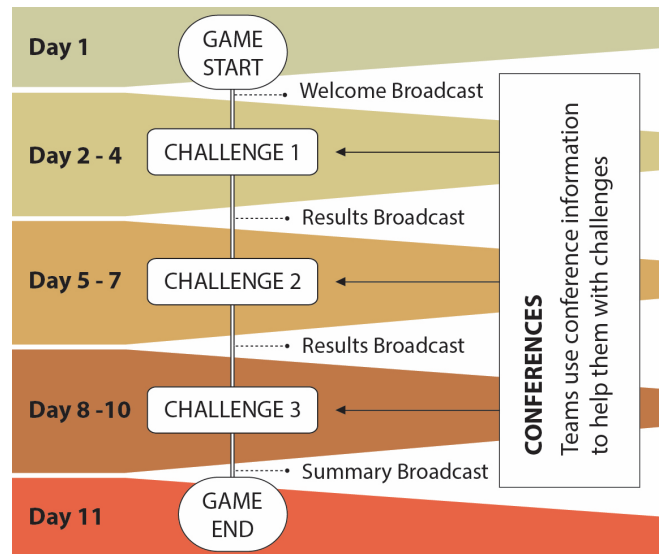 Day 1
GAME
START
Welcome Broadcast
Day 2 - 4
CHALLENGE 1
Results Broadcast
Day 5 - 7
CHALLENGE 2
Results Broadcast
Day 8 -10
CHALLENGE 3
Summary Broadcast
Day 11
GAME
END
CONFERENCES
Teams use conference information
to help them with challenges